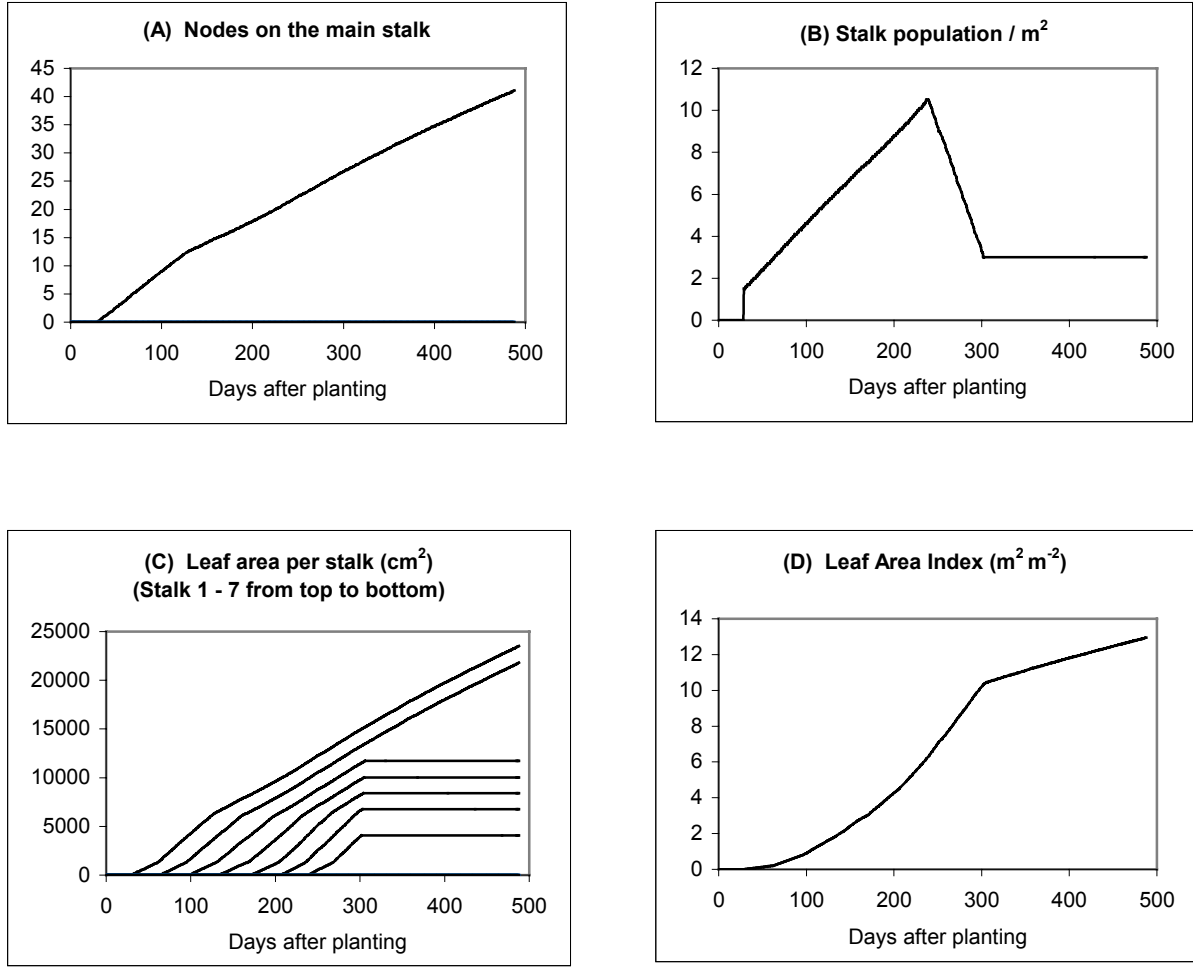 (A) Nodes on the main stalk
45
40
35
30
25
20
15
10
5
0
0 100 200 300 400 500
Days after planting
(B) Stalk population / m²
12
10
8
6
4
2
0
0 100 200 300 400 500
Days after planting
(C) Leaf area per stalk (cm²)
(Stalk 1 - 7 from top to bottom)
25000
20000
15000
10000
5000
0
0 100 200 300 400 500
Days after planting
(D) Leaf Area Index (m² m⁻²)
14
12
10
8
6
4
2
0
0 100 200 300 400 500
Days after planting